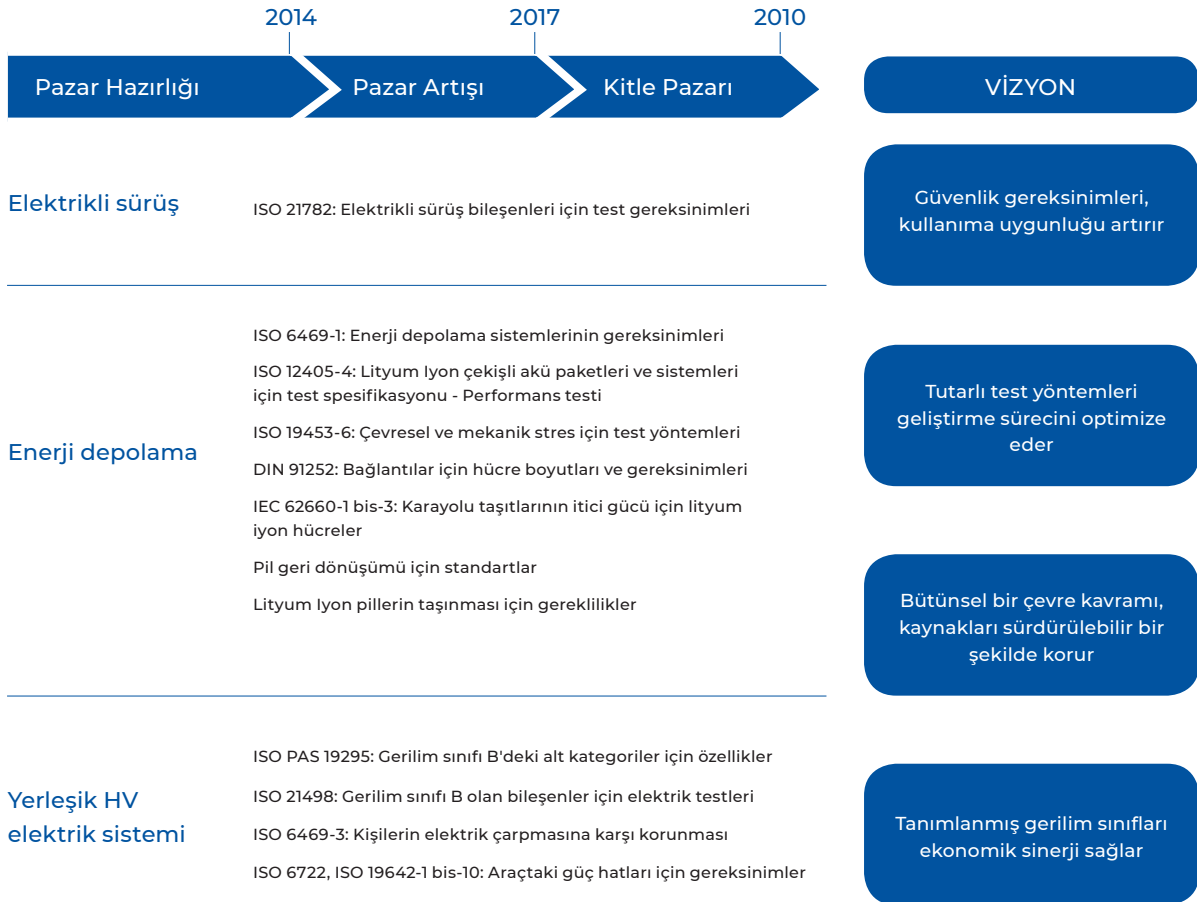 2014
2017
2010
Pazar Hazırlığı
Pazar Artışı
Kitle Pazarı
VİZYON
Elektrikli sürüş
ISO 21782: Elektrikli sürüş bileşenleri için test gereksinimleri
Güvenlik gereksinimleri,
kullanıma uygunluğu artırır
Enerji depolama
ISO 6469-1: Enerji depolama sistemlerinin gereksinimleri
ISO 12405-4: Lityum Iyon çekişli akü paketleri ve sistemleri
için test spesifikasyonu - Performans testi
ISO 19453-6: Çevresel ve mekanik stres için test yöntemleri
DIN 91252: Bağlantılar için hücre boyutları ve gereksinimleri
IEC 62660-1 bis-3: Karayolu taşıtlarının itici gücü için lityum
iyon hücreler
Pil geri dönüşümü için standartlar
Lityum Iyon pillerin taşınması için gereklilikler
Tutarlı test yöntemleri
geliştirme sürecini optimize
eder
Bütünsel bir çevre kavramı,
kaynakları sürdürülebilir bir
şekilde korur
Yerleşik HV
elektrik sistemi
ISO PAS 19295: Gerilim sınıfı B'deki alt kategoriler için özellikler
ISO 21498: Gerilim sınıfı B olan bileşenler için elektrik testleri
ISO 6469-3: Kişilerin elektrik çarpmasına karşı korunması
ISO 6722, ISO 19642-1 bis-10: Araçtaki güç hatları için gereksinimler
Tanımlanmış gerilim sınıfları
ekonomik sinerji sağlar